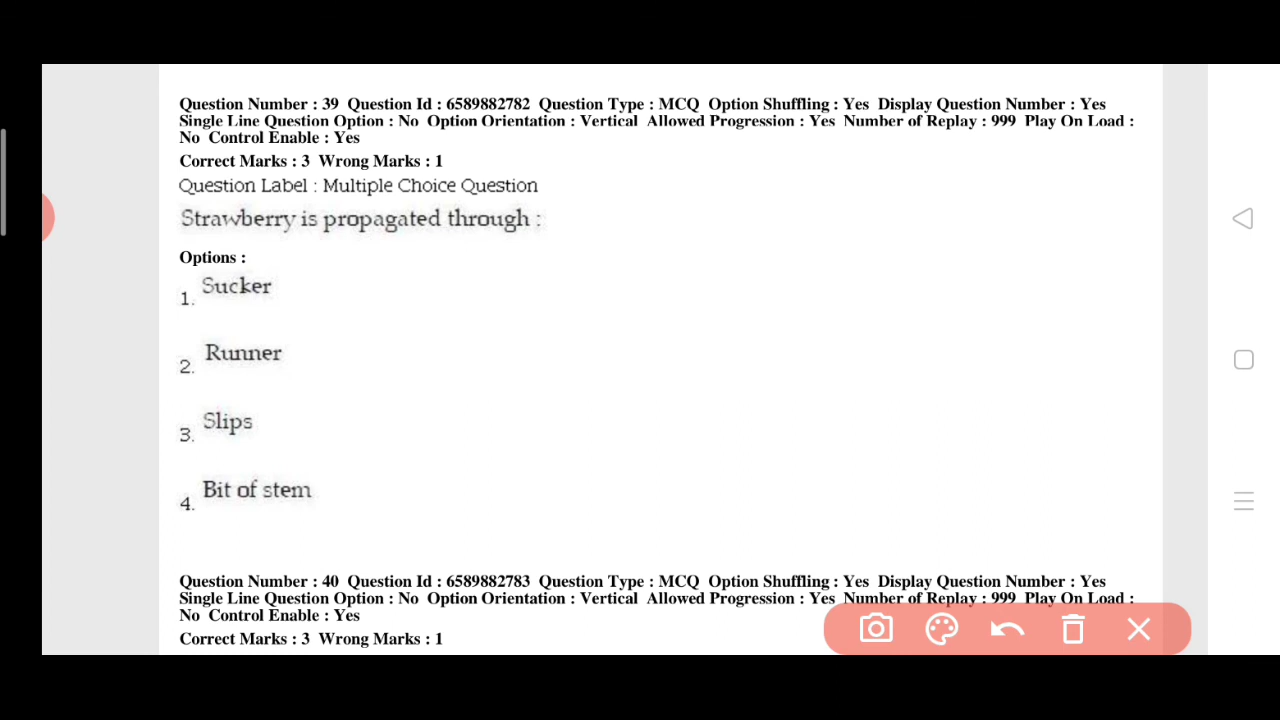 Question Number : 39 Question Id : 6589882782 Question Type : MCQ Option Shuffling : Yes Display Question Number : Yes
Single Line Question Option : No Option Orientation : Vertical Allowed Progression : Yes Number of Replay : 999 Play On Load :
No Control Enable : Yes
Correct Marks : 3 Wrong Marks : 1
Question Label : Multiple Choice Question
Strawberry is propagated through :
Options :
1. Sucker
2. Runner
3. Slips
4. Bit of stem
Question Number : 40 Question Id : 6589882783 Question Type : MCQ Option Shuffling : Yes Display Question Number : Yes
Single Line Question Option : No Option Orientation : Vertical Allowed Progression : Yes Number of Replay : 999 Play On Load :
No Control Enable : Yes
Correct Marks : 3 Wrong Marks : 1